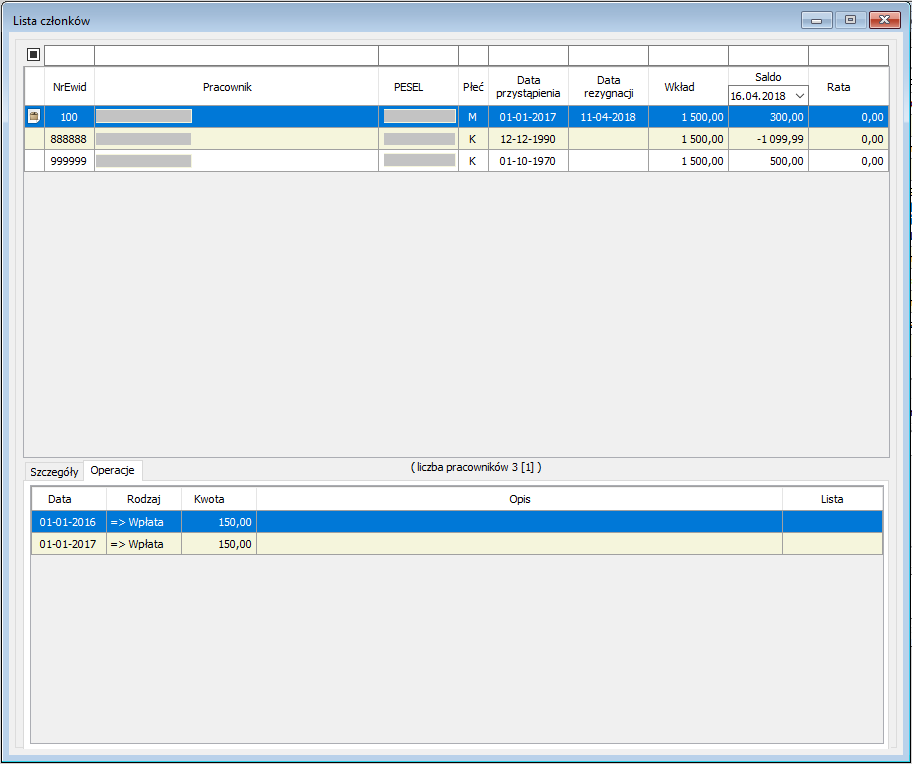 Lista członków
NrEwid Pracownik PESEL Płeć Data przystąpienia Data rezygnacji Wkład Saldo 16.04.2018 Rata
100 M 01-01-2017 11-04-2018 1 500,00 300,00 0,00
888888 K 12-12-1990 1 500,00 -1 099,99 0,00
999999 K 01-10-1970 1 500,00 500,00 0,00
Szczegóły Operacje ( liczba pracowników 3 [1] )
Data Rodzaj Kwota Opis Lista
01-01-2016 => Wpłata 150,00
01-01-2017 => Wpłata 150,00